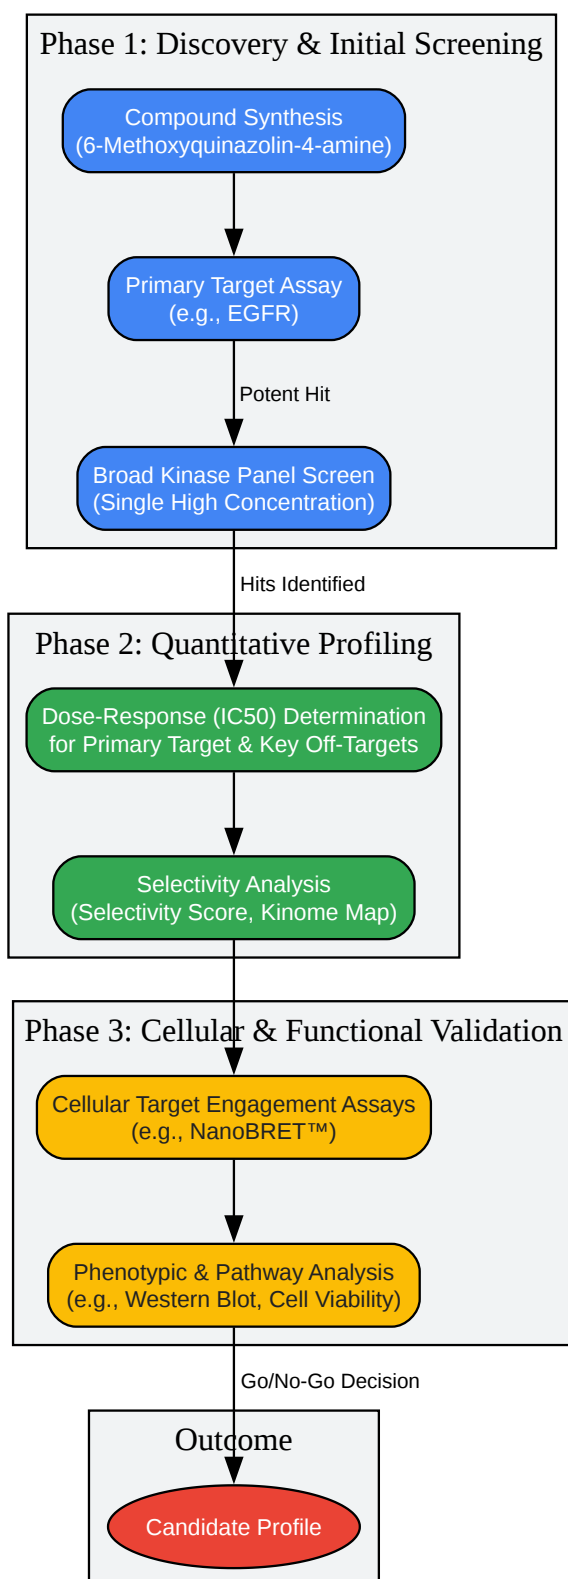 Phase 1: Discovery & Initial Screening
Compound Synthesis
(6-Methoxyquinazolin-4-amine)
Primary Target Assay
(e.g., EGFR)
Potent Hit
Broad Kinase Panel Screen
(Single High Concentration)
Hits Identified
Phase 2: Quantitative Profiling
Dose-Response (IC50) Determination
for Primary Target & Key Off-Targets
Selectivity Analysis
(Selectivity Score, Kinome Map)
Phase 3: Cellular & Functional Validation
Cellular Target Engagement Assays
(e.g., NanoBRET™)
Phenotypic & Pathway Analysis
(e.g., Western Blot, Cell Viability)
Go/No-Go Decision
Outcome
Candidate Profile